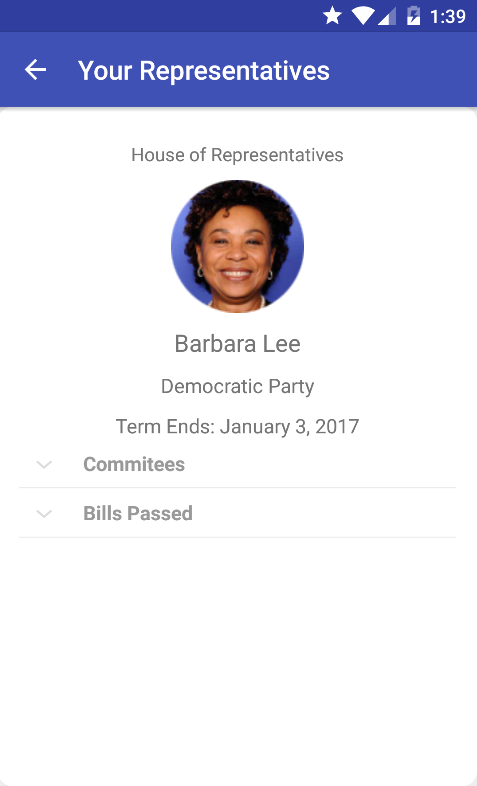 1:39
Your Representatives
House of Representatives
Barbara Lee
Democratic Party
Term Ends: January 3, 2017
Commitees
Bills Passed